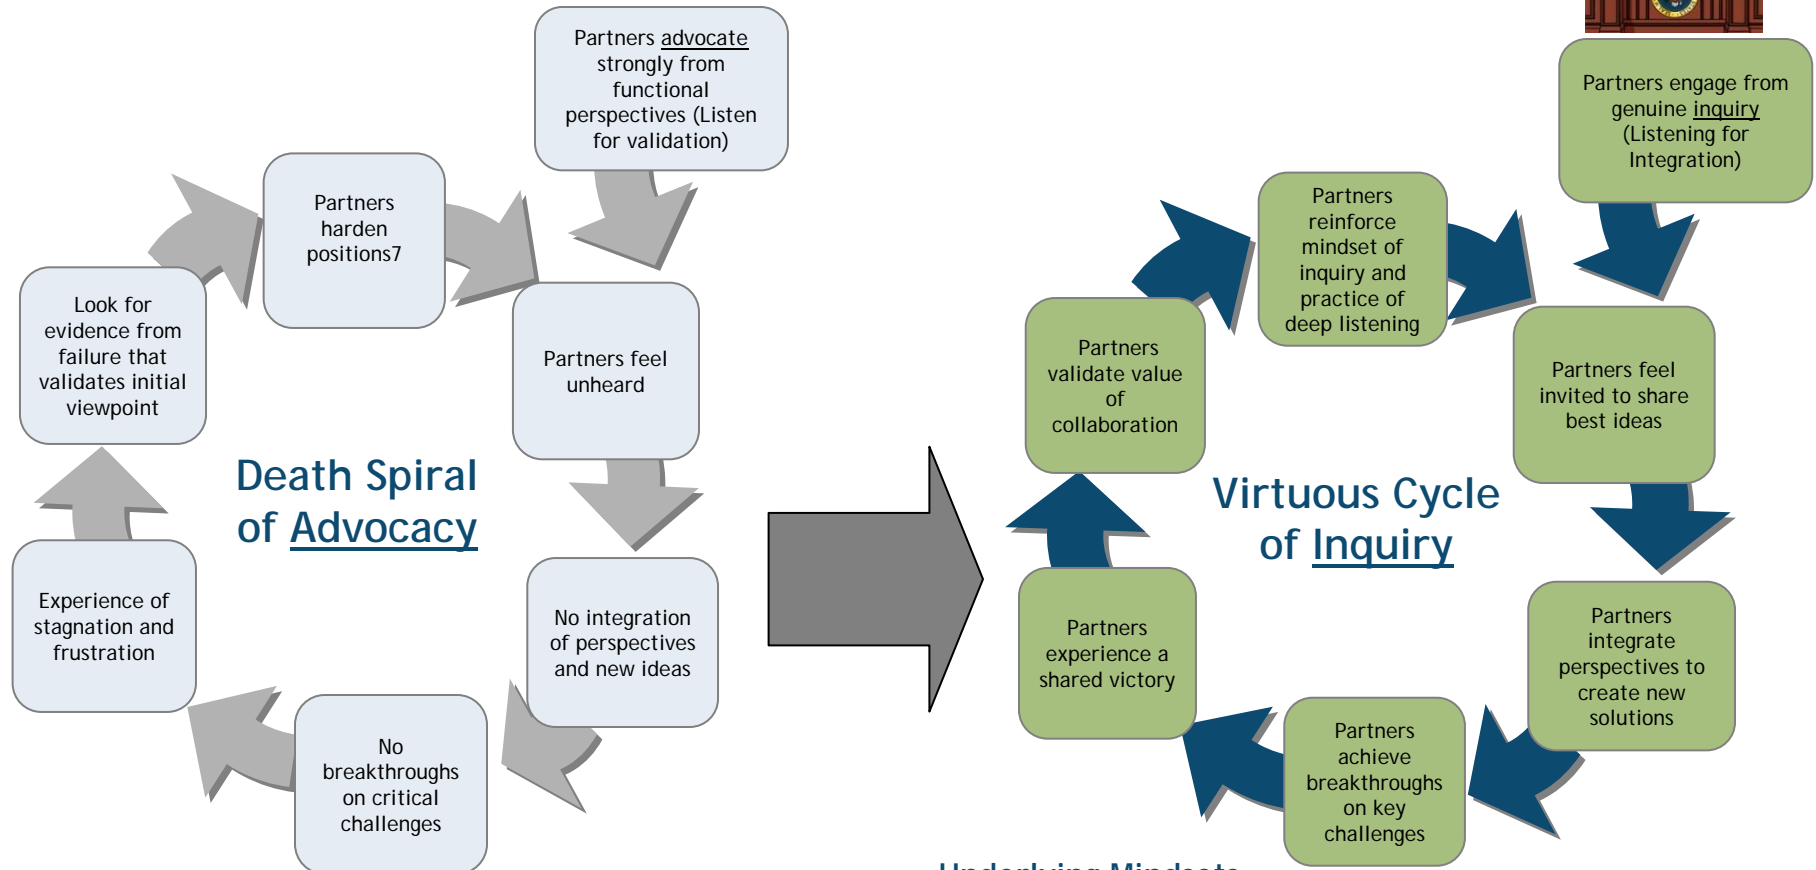 Partners advocate
strongly from
functional
perspectives (Listen
for validation)
Partners
harden
positions7
Look for
evidence from
failure that
validates initial
viewpoint
Partners feel
unheard
Death Spiral
of Advocacy
Experience of
stagnation and
frustration
No integration
of perspectives
and new ideas
No
breakthroughs
on critical
challenges
Partners engage from
genuine inquiry
(Listening for
Integration)
Partners
reinforce
mindset of
inquiry and
practice of
deep listening
Partners
validate value
of
collaboration
Partners feel
invited to share
best ideas
Virtuous Cycle
of Inquiry
Partners
experience a
shared victory
Partners
integrate
perspectives to
create new
solutions
Partners
achieve
breakthroughs
on key
challenges
Underlying Mindsets